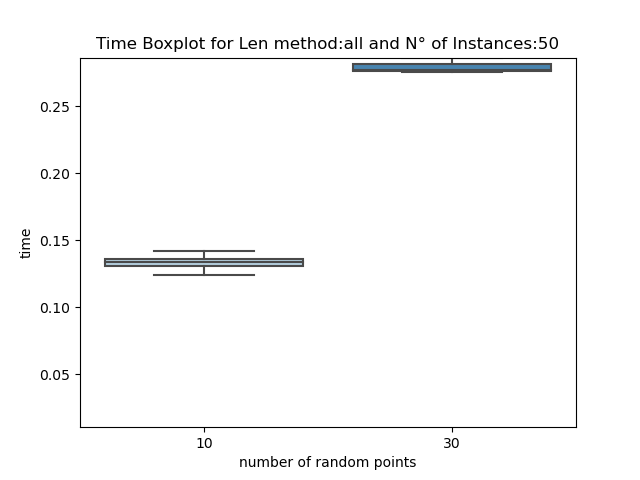 Time Boxplot for Len method:all and N° of Instances:50
0.25
0.20
0.15
0.10
0.05
time
10
30
number of random points